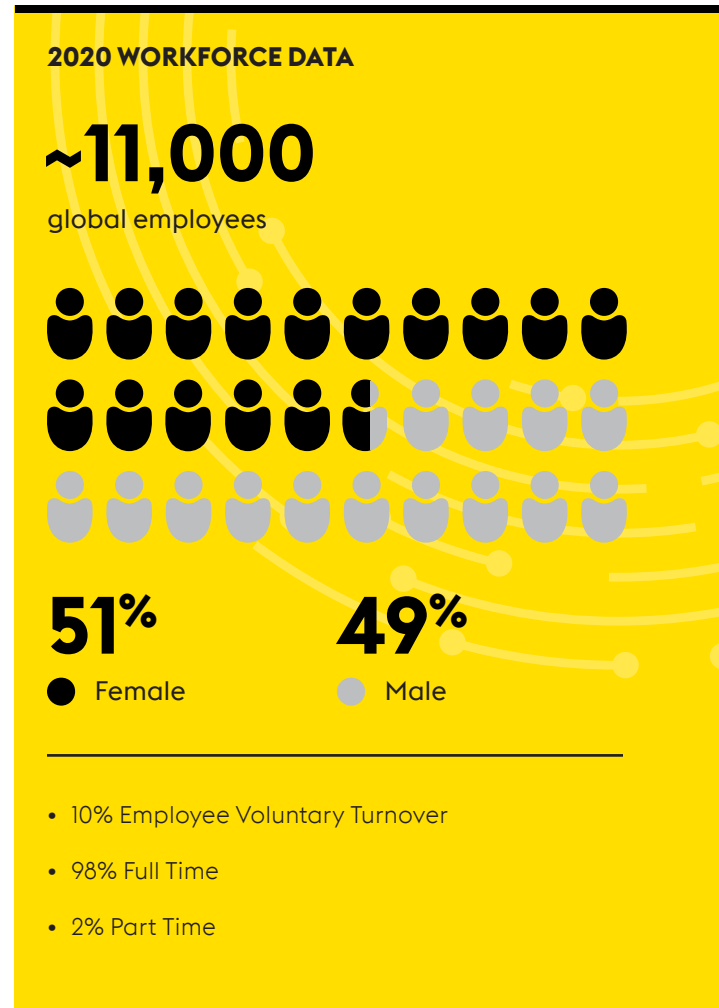 2020 WORKFORCE DATA
~11,000
global employees
51% 49%
Female Male
• 10% Employee Voluntary Turnover
• 98% Full Time
• 2% Part Time